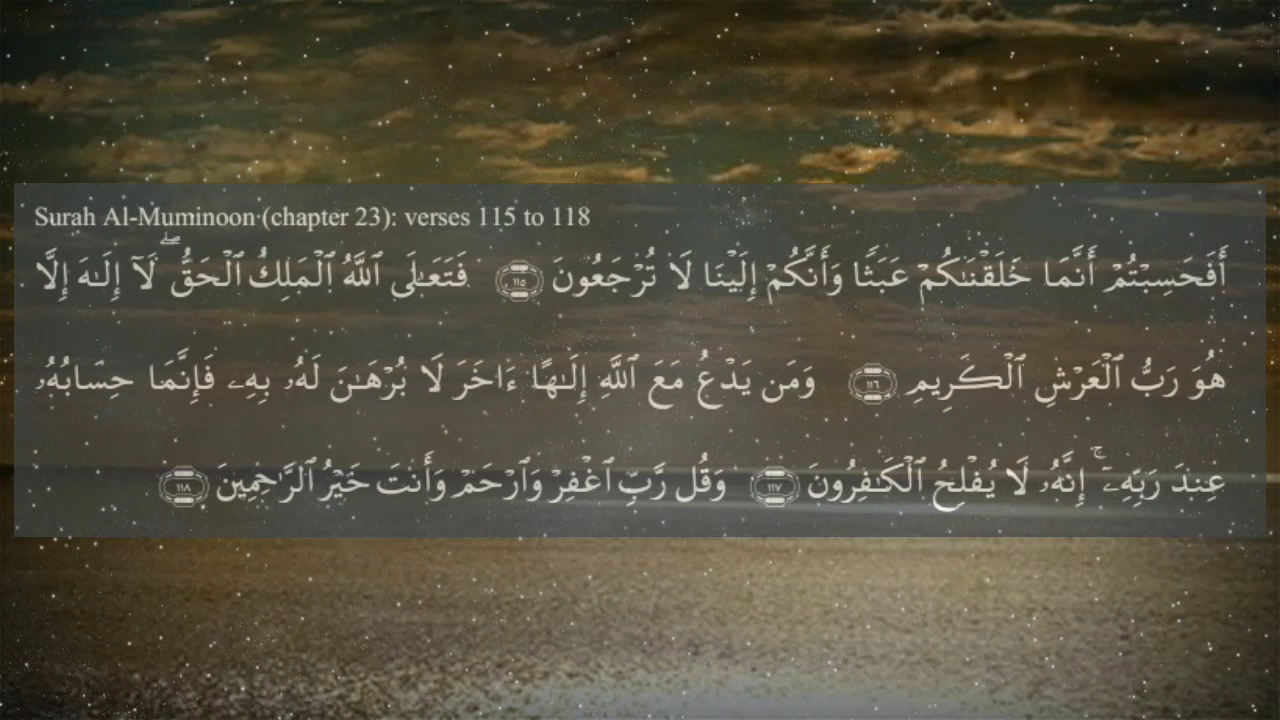 Surah Al-Muminoon (chapter 23): verses 115 to 118
أَفَحَسِبْتُمْ أَنَّمَا خَلَقْنَـٰكُمْ عَبَثًا وَأَنَّكُمْ إِلَيْنَا لَا تُرْجَعُونَ ١١٥ فَتَعَـٰلَى ٱللَّهُ ٱلْمَلِكُ ٱلْحَقُّ ۖ لَآ إِلَـٰهَ إِلَّا
هُوَ رَبُّ ٱلْعَرْشِ ٱلْكَرِيمِ ١١٦ وَمَن يَدْعُ مَعَ ٱللَّهِ إِلَـٰهًا ءَاخَرَ لَا بُرْهَـٰنَ لَهُۥ بِهِۦ فَإِنَّمَا حِسَابُهُۥ
عِندَ رَبِّهِۦٓ ۚ إِنَّهُۥ لَا يُفْلِحُ ٱلْكَـٰفِرُونَ ١١٧ وَقُل رَّبِّ ٱغْفِرْ وَٱرْحَمْ وَأَنتَ خَيْرُ ٱلرَّٰحِمِينَ ١١٨